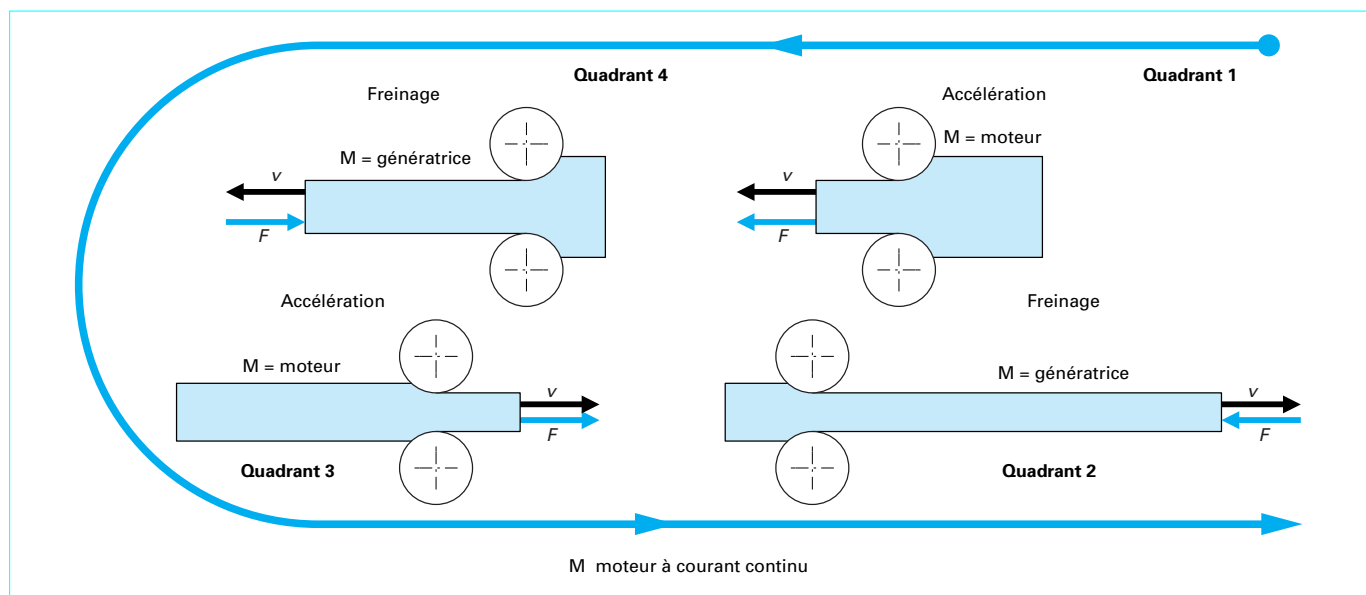 Quadrant 4
Quadrant 1
Freinage
Accélération
M = moteur
M = génératrice
v
F
v
F
Accélération
Freinage
M = moteur
M = génératrice
v
F
v
F
Quadrant 3
Quadrant 2
M moteur à courant continu